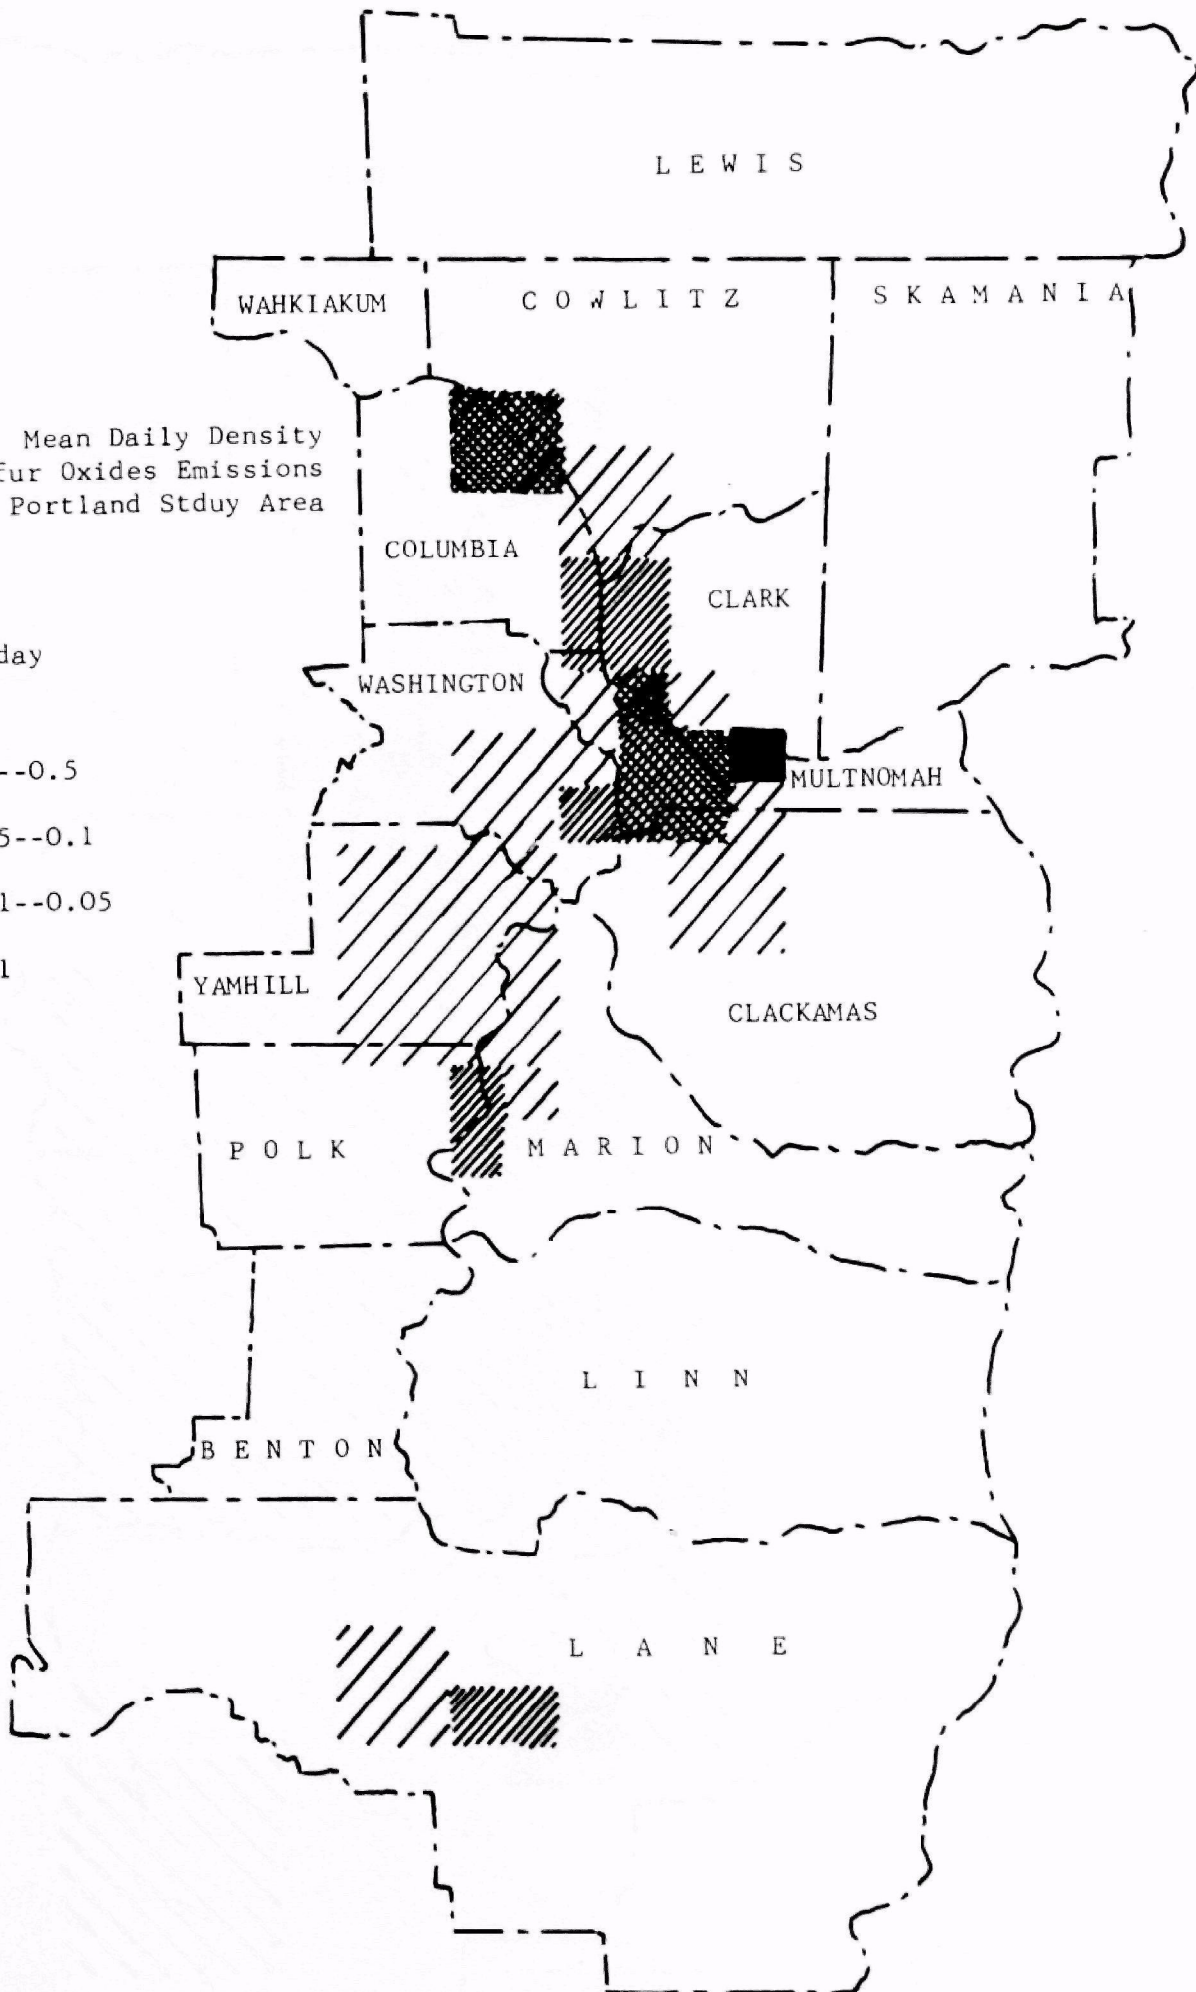 LEWIS
WAHKIAKUM
COWLITZ
SKAMANIA
Mean Daily Density
fur Oxides Emissions
Portland Stduy Area
COLUMBIA
CLARK
day
WASHINGTON
--0.5
MULTNOMAH
5--0.1
1--0.05
1
YAMHILL
CLACKAMAS
POLK
MARION
LINN
BENTON
LANE